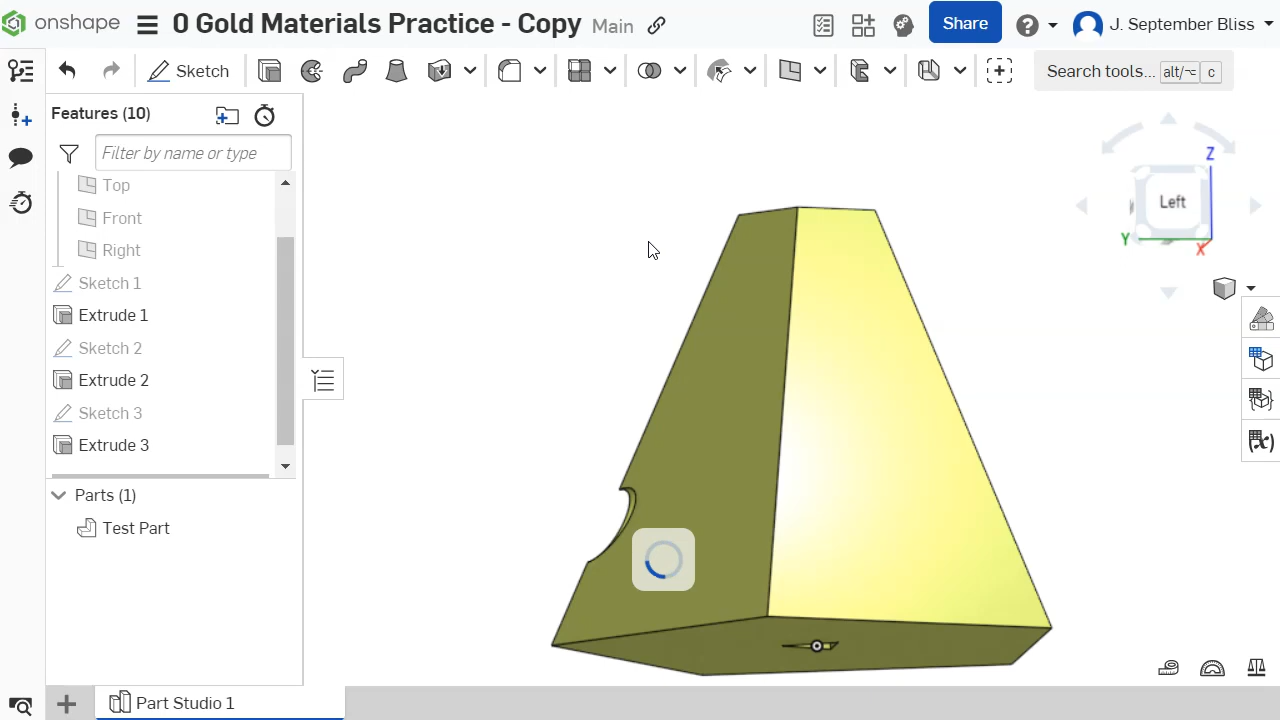 onshape
0 Gold Materials Practice - Copy Main
Share
J. September Bliss
Sketch
Search tools... alt/⌥ c
Features (10)
Filter by name or type
Top
Front
Right
Sketch 1
Extrude 1
Sketch 2
Extrude 2
Sketch 3
Extrude 3
Parts (1)
Test Part
Z
Left
Y
X
(x)
Part Studio 1